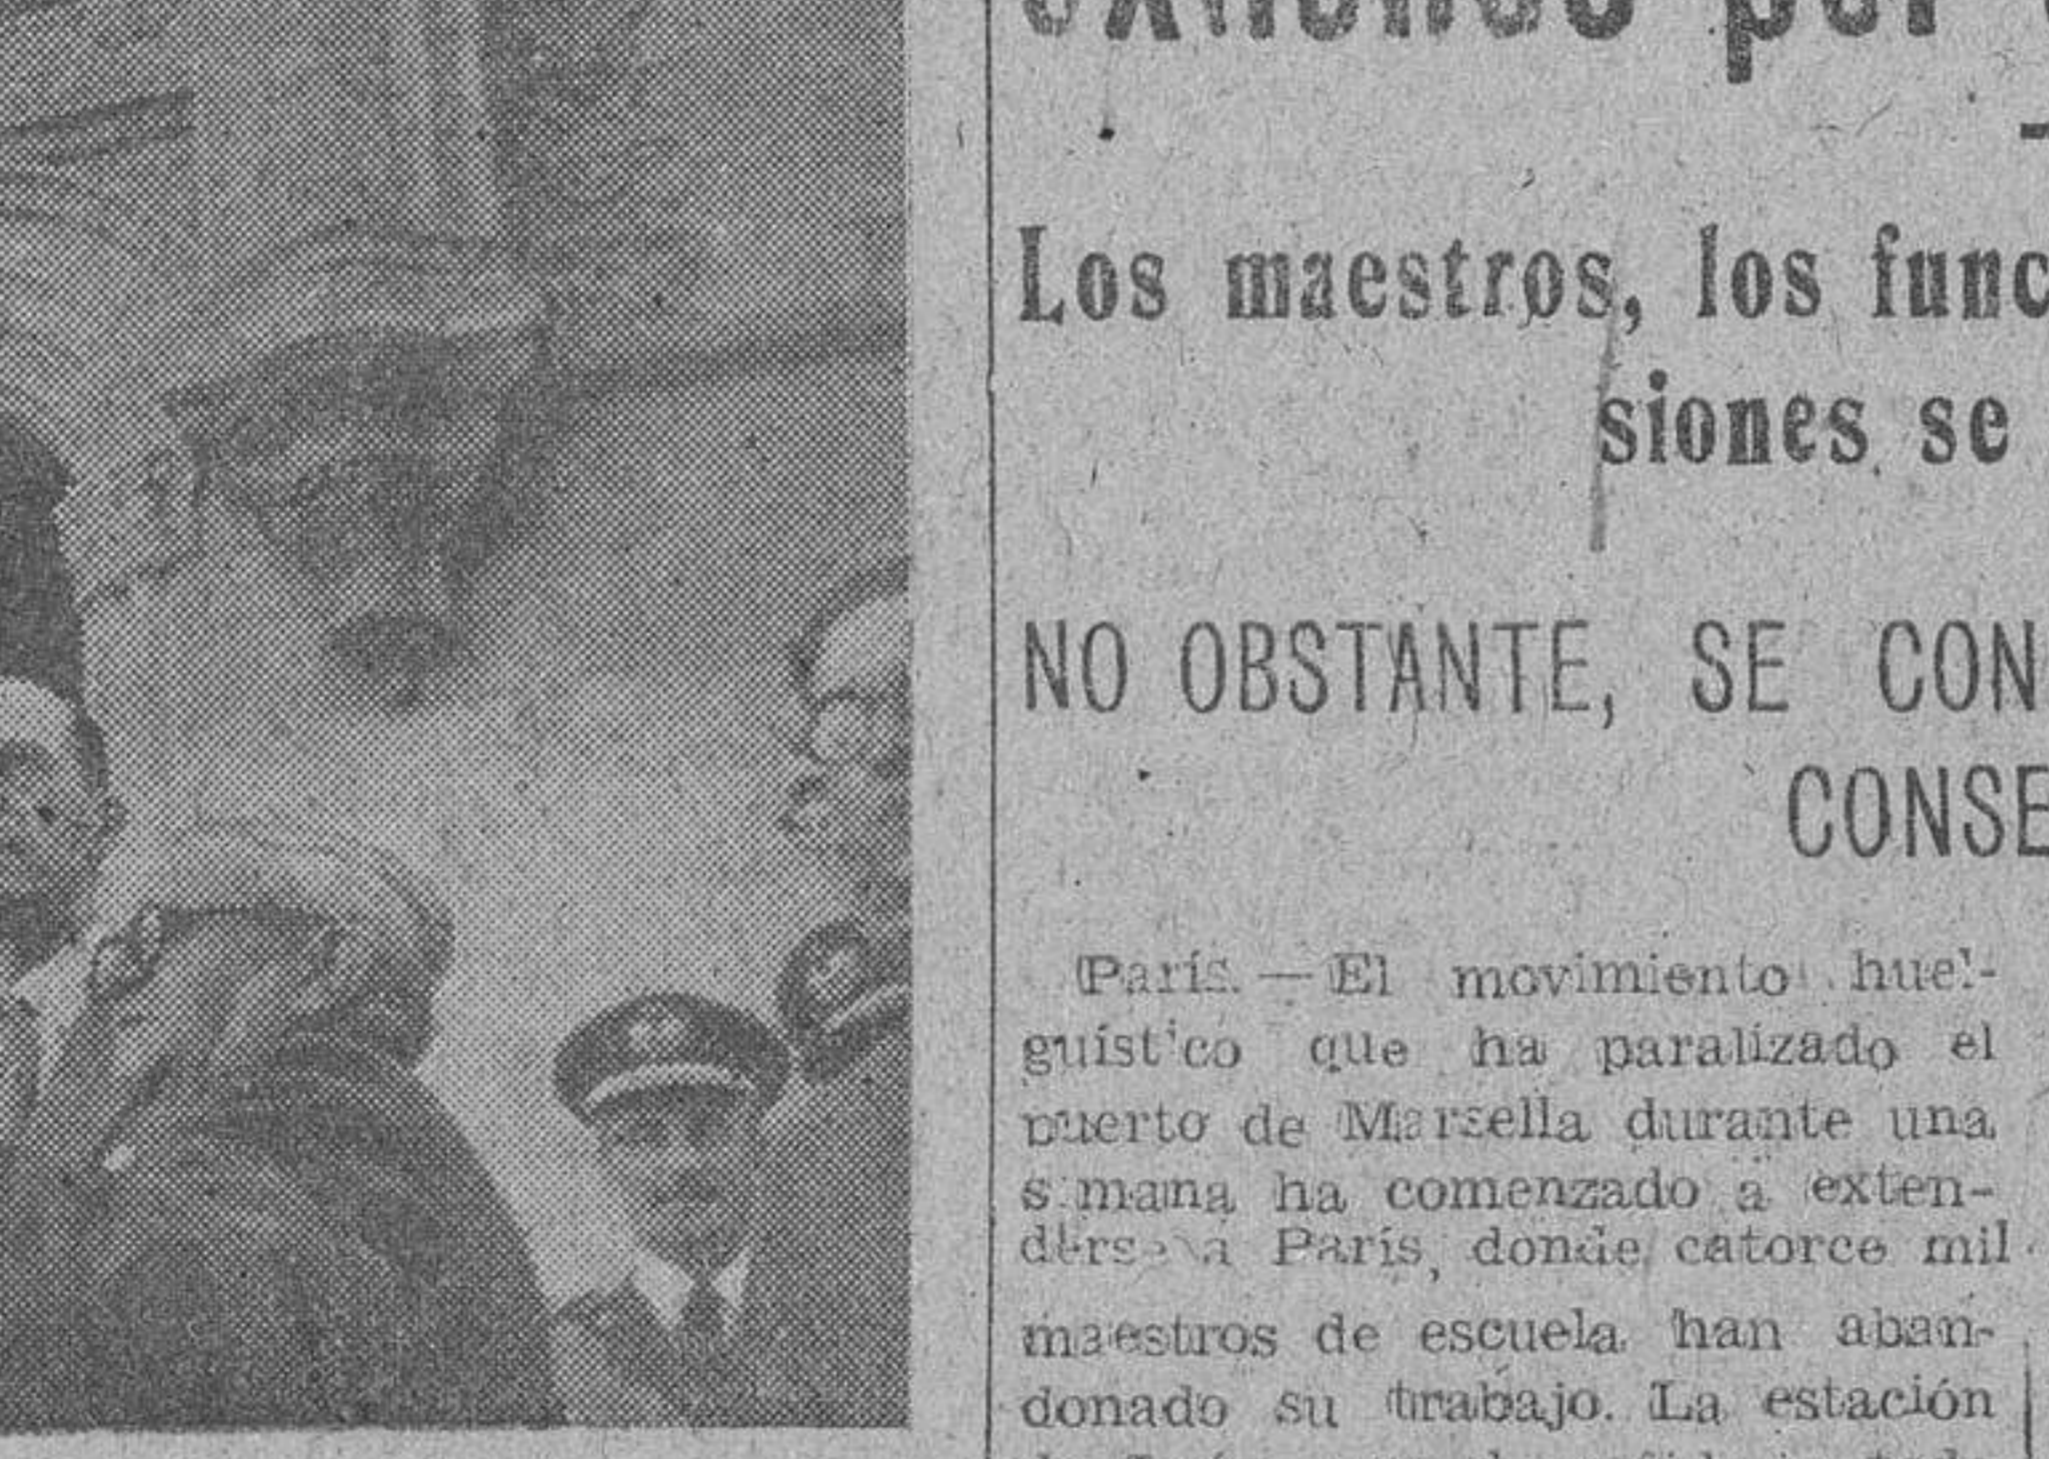 Los maestros, los func
siones se
NO OBSTANTE, SE CON
CONSE
París.—El movimiento huel-
guístico que ha paralizado el
puerto de Marsella durante una
semana ha comenzado a exten-
derse a París, donde catorce mil
maestros de escuela han aban-
donado su trabajo. La estación